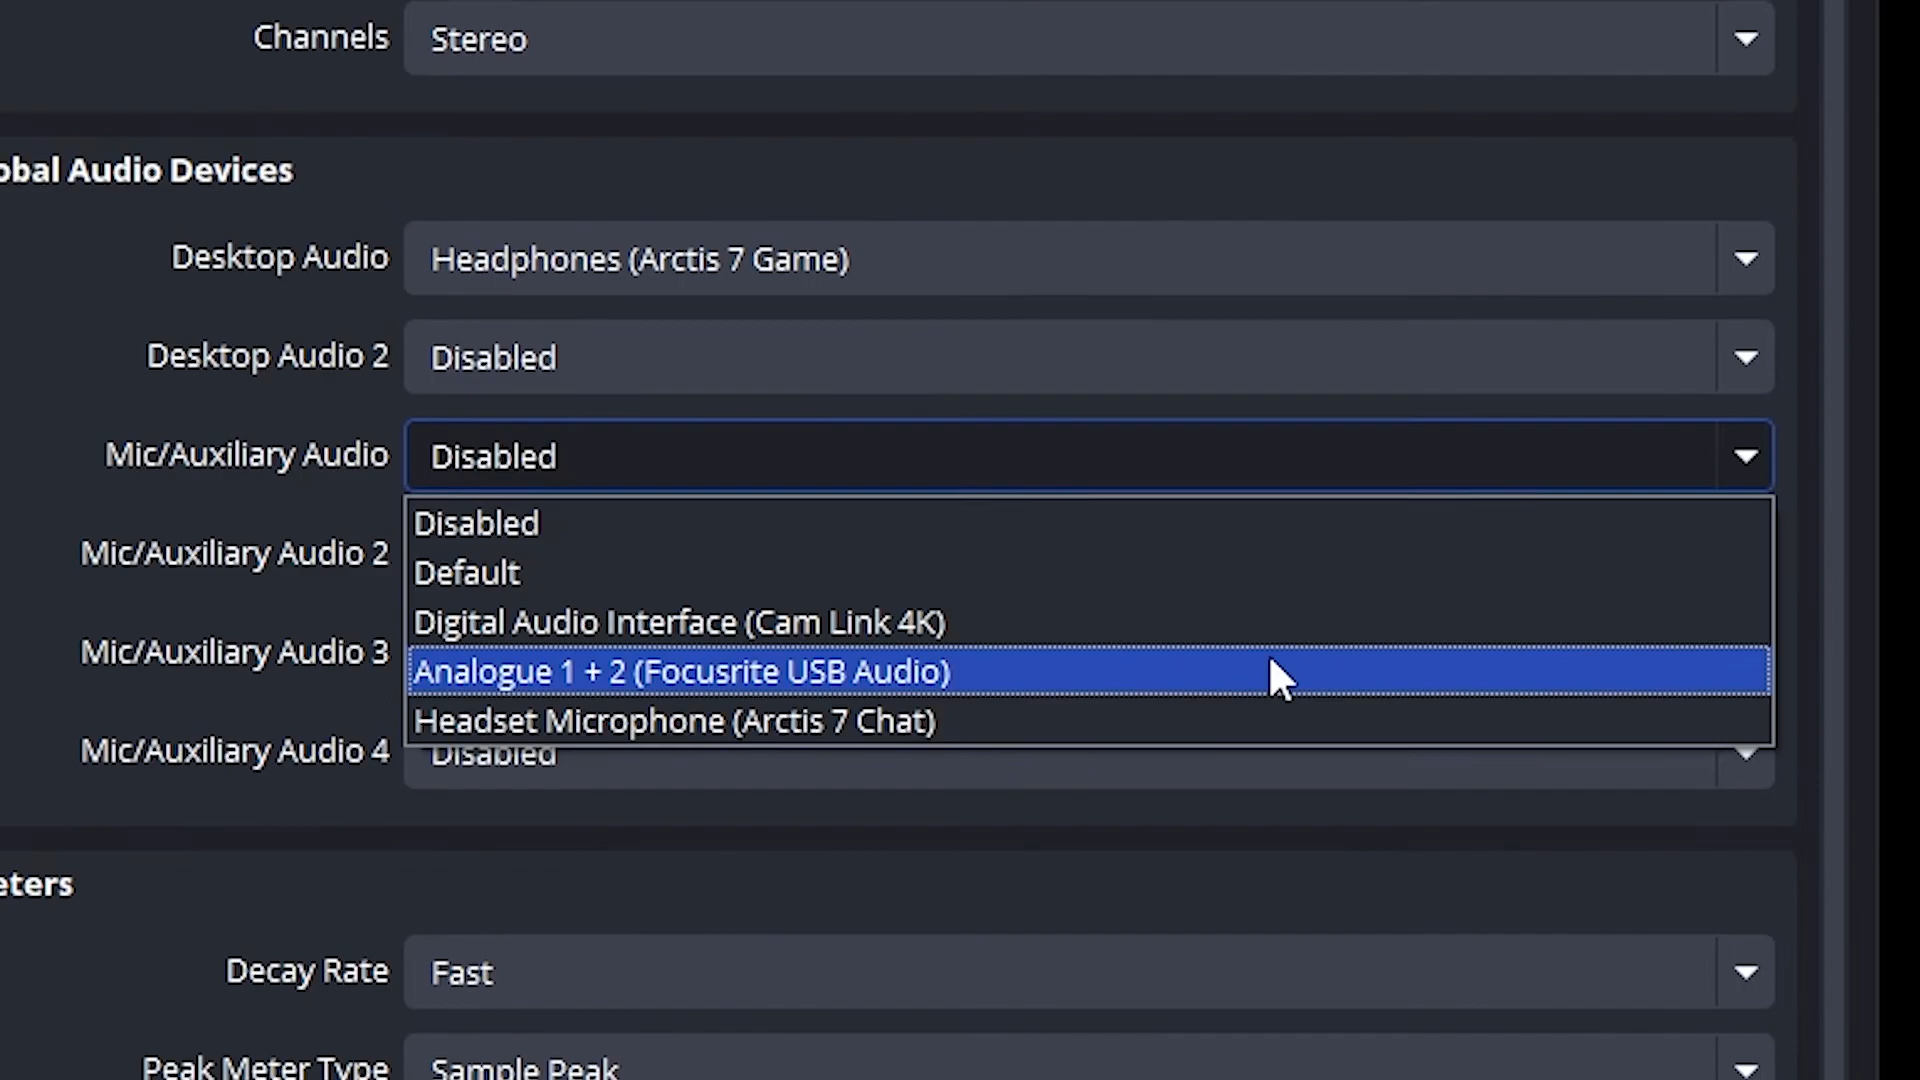 Channels Stereo
obal Audio Devices
Desktop Audio Headphones (Arctis 7 Game)
Desktop Audio 2 Disabled
Mic/Auxiliary Audio Disabled
Disabled
Mic/Auxiliary Audio 2
Default
Digital Audio Interface (Cam Link 4K)
Mic/Auxiliary Audio 3
Analogue 1 + 2 (Focusrite USB Audio)
Headset Microphone (Arctis 7 Chat)
Mic/Auxiliary Audio 4 Disabled
eters
Decay Rate Fast
Peak Meter Type Sample Peak